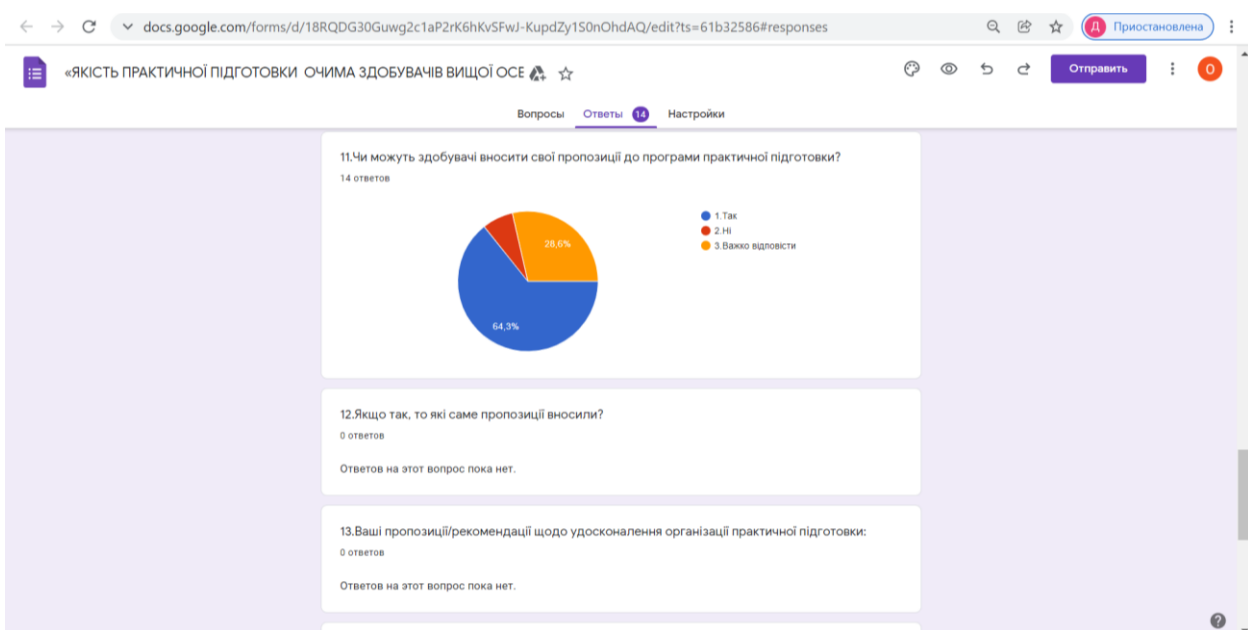 docs.google.com/forms/d/18RQDG30Guwg2c1aP2rK6hKvSFwJ-KupdZy1S0nOhdAQ/edit?ts=61b32586#responses
Д Приостановлена
«ЯКІСТЬ ПРАКТИЧНОЇ ПІДГОТОВКИ ОЧИМА ЗДОБУВАЧІВ ВИЩОЇ ОСЕ
Отправить
О
Вопросы Ответы 14 Настройки
11.Чи можуть здобувачі вносити свої пропозиції до програми практичної підготовки?
14 ответов
1.Так
2.Ні
3.Важко відповісти
28,6%
64,3%
12.Якщо так, то які саме пропозиції вносили?
0 ответов
Ответов на этот вопрос пока нет.
13.Ваші пропозиції/рекомендації щодо удосконалення організації практичної підготовки:
0 ответов
Ответов на этот вопрос пока нет.